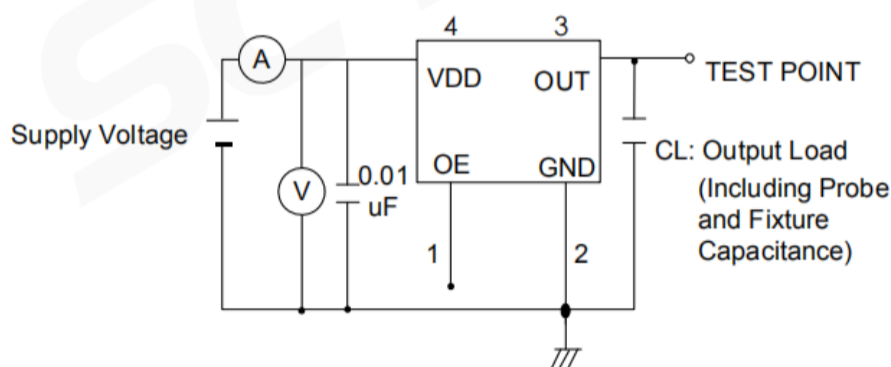 4 3
A
VDD OUT
TEST POINT
Supply Voltage
V
0.01
uF
OE GND
CL: Output Load
(Including Probe
and Fixture
Capacitance)
1 2